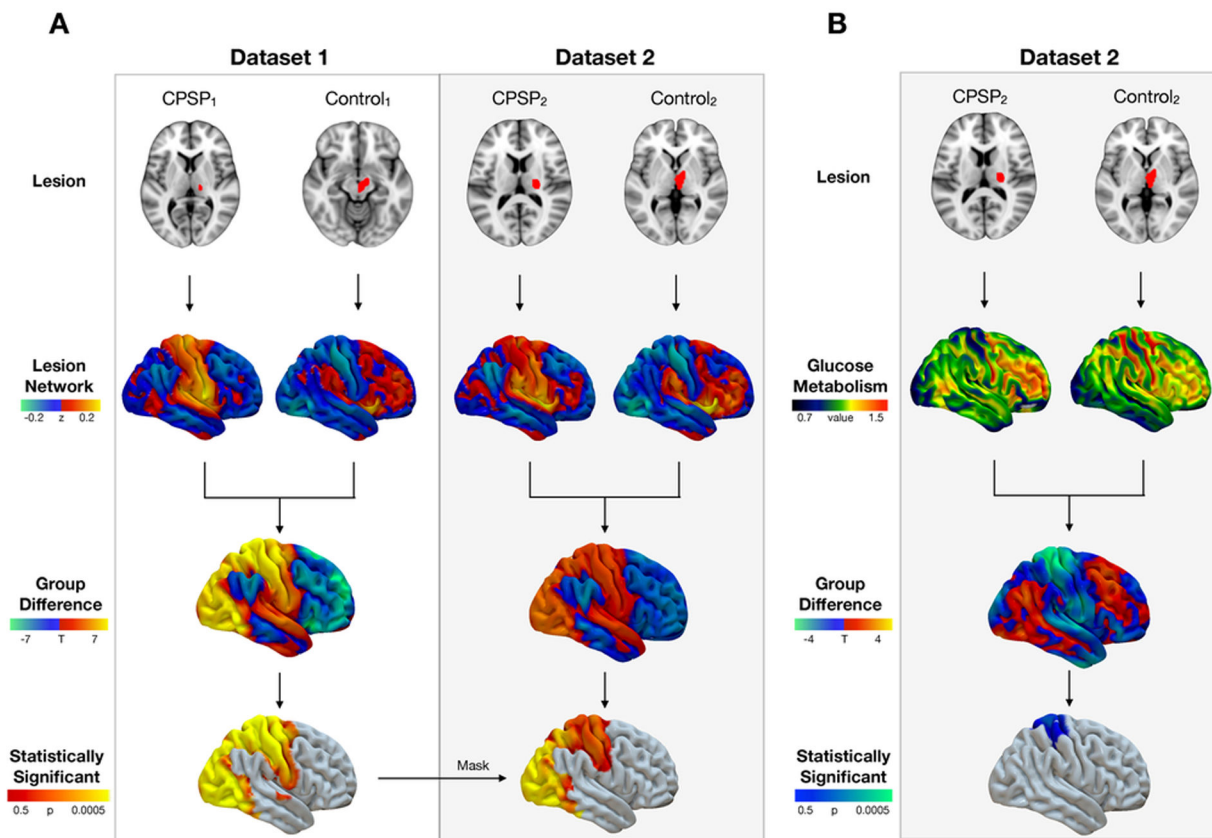 A
B
Dataset 1
Dataset 2
Dataset 2
CPSP₁
Control₁
CPSP₂
Control₂
CPSP₂
Control₂
Lesion
Lesion
Lesion
Network
-0.2 z 0.2
Glucose
Metabolism
0.7 value 1.5
Group
Difference
-7 T 7
Group
Difference
-4 T 4
Statistically
Significant
0.5 p 0.0005
Mask
Statistically
Significant
0.5 p 0.0005